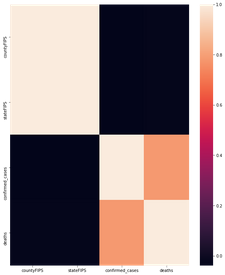 countyFIPS
stateFIPS
confirmed_cases
deaths
countyFIPS
stateFIPS
confirmed_cases
deaths
1.0
0.8
0.6
0.4
0.2
0.0